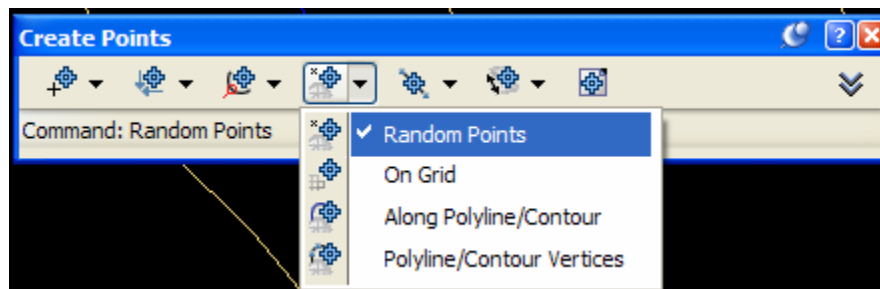 Create Points
Command: Random Points
Random Points
On Grid
Along Polyline/Contour
Polyline/Contour Vertices